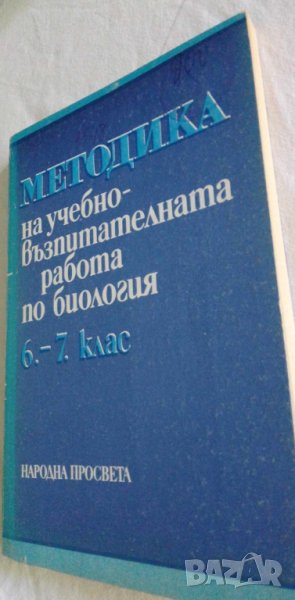 МЕТОДИКА
на учебно-
възпитателната
работа
по биология
6.–7. клас
НАРОДНА ПРОСВЕТА
BAZAR